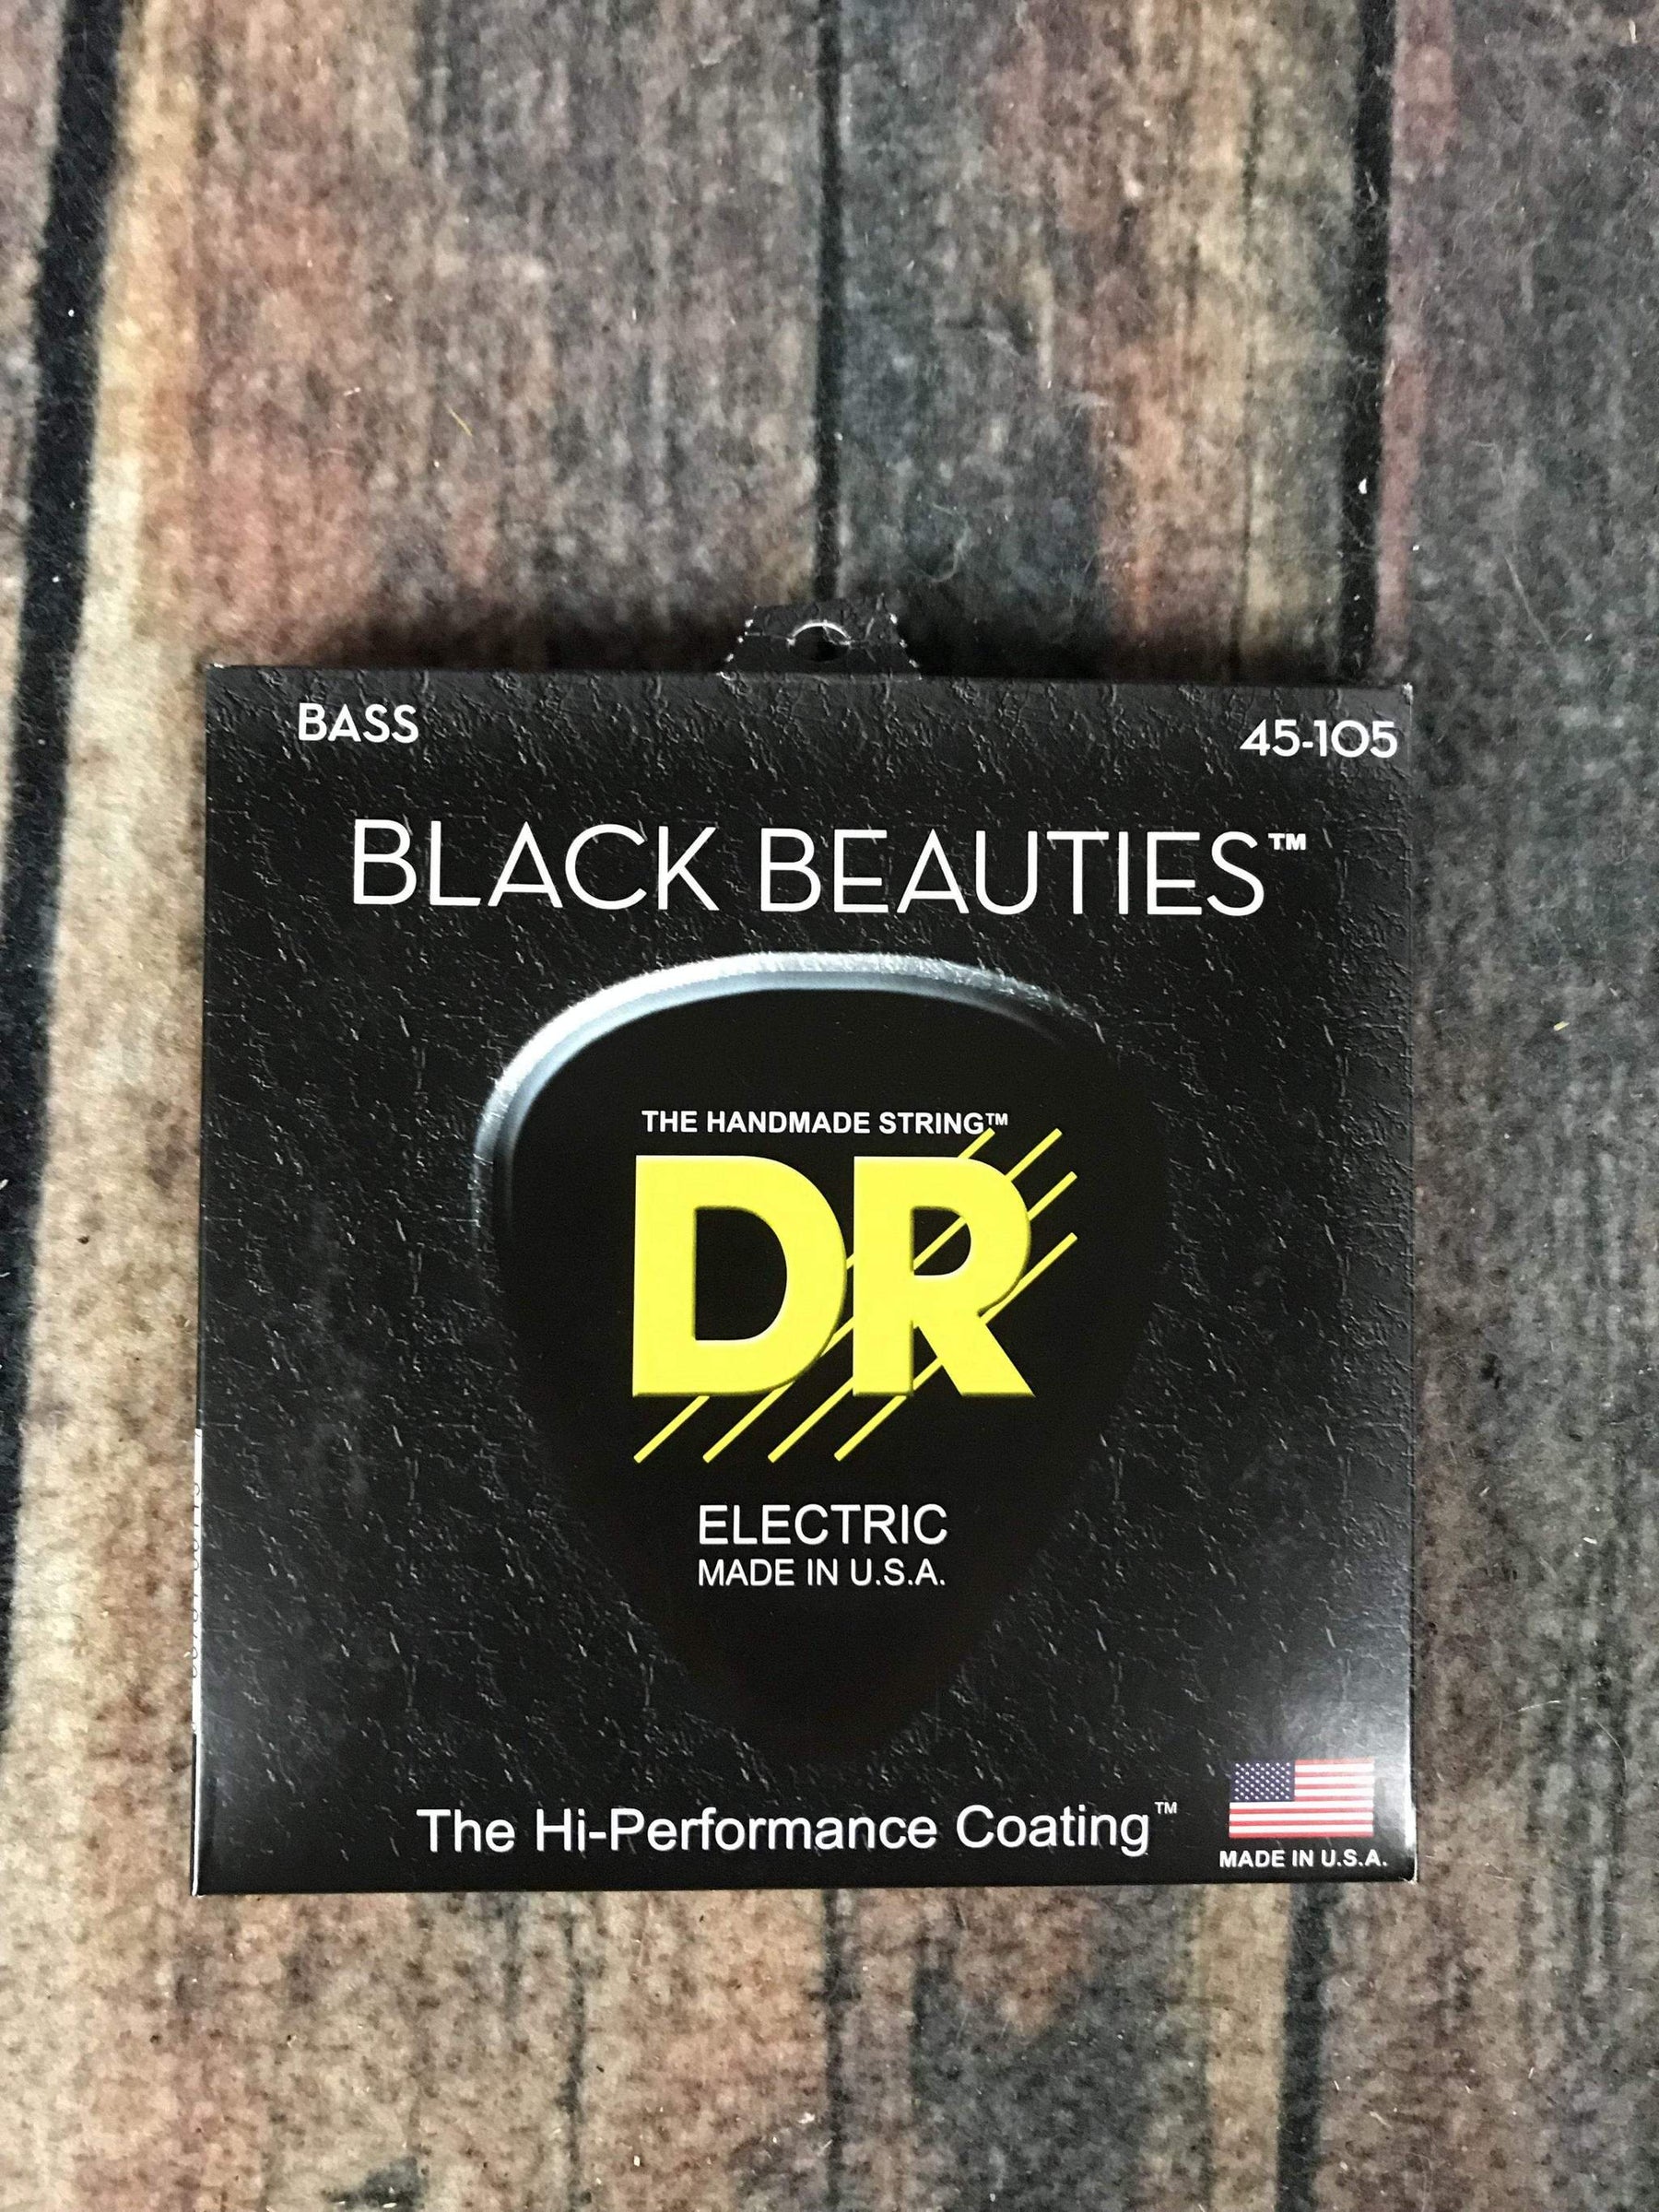 BASS 45-105
BLACK BEAUTIES™
THE HANDMADE STRING™
DR
ELECTRIC
MADE IN U.S.A.
The Hi-Performance Coating™
MADE IN U.S.A.